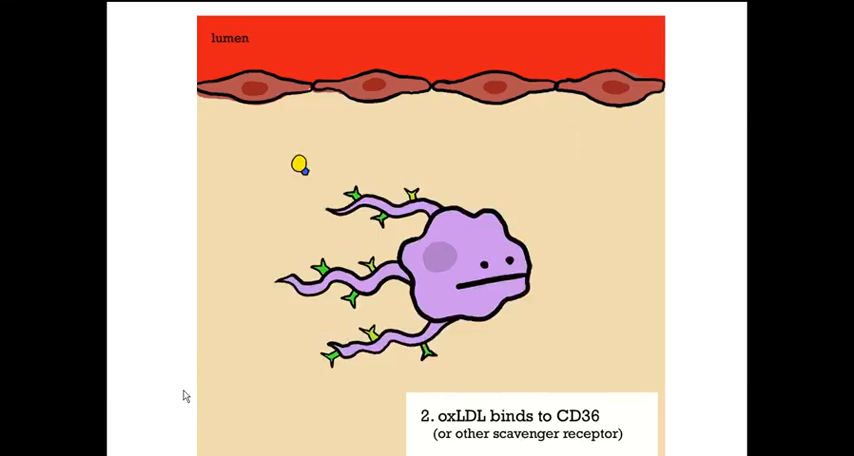 lumen
2. oxLDL binds to CD36
(or other scavenger receptor)